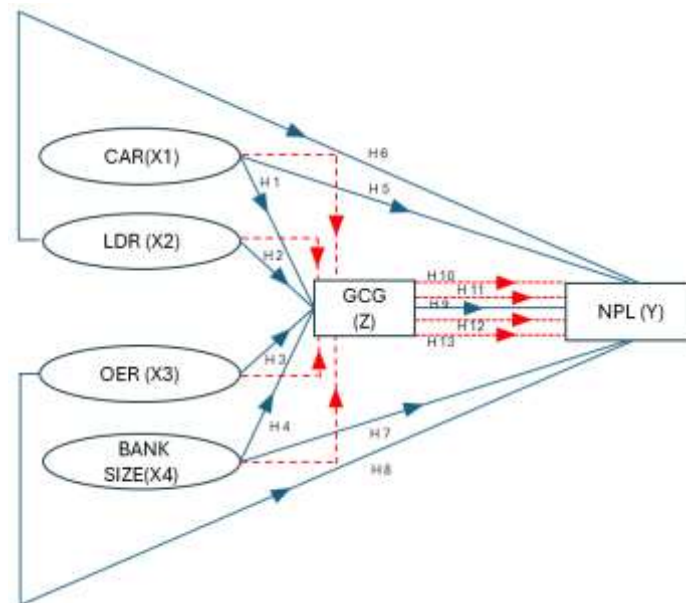 CAR(X1)
H6
H1
H5
LDR (X2)
H2
GCG
(Z)
H10
H11
H9
H12
H13
NPL (Y)
OER (X3)
H3
H4
H7
BANK
SIZE(X4)
H8